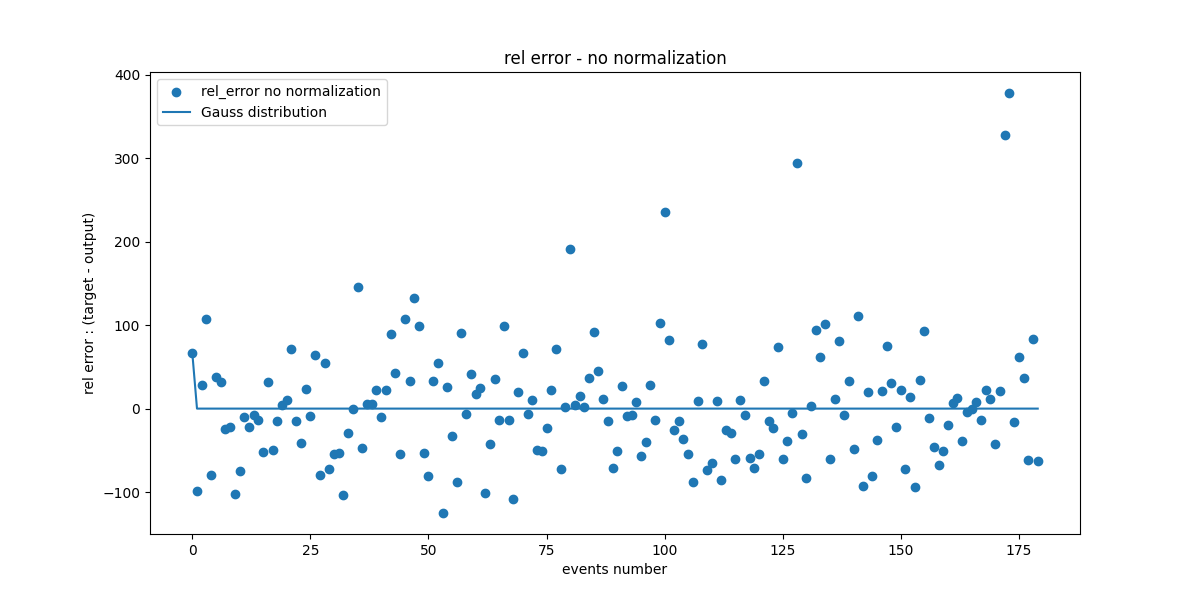 rel error - no normalization
rel_error no normalization
Gauss distribution
rel error : (target - output)
400
300
200
100
0
−100
0
25
50
75
100
125
150
175
events number